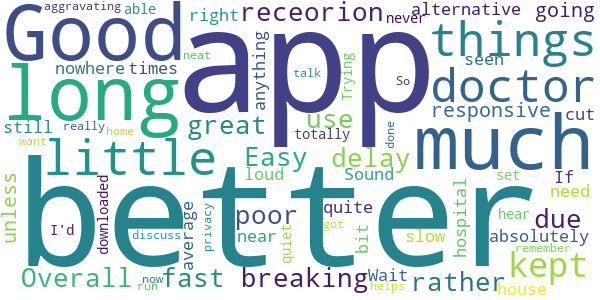 aggravating able right receorion never alternative going
Good app long things
nowhere times neat anything talk Trying So seen doctor
responsive cut
still really great use totally done much
home want little Easy delay
better loud Sound If need
unless I'd downloaded average privacy poor quite hospital set due
discuss near quiet bit hear absolutely
got slow remember kept
Overall now fast breaking Wait rather
run helps house